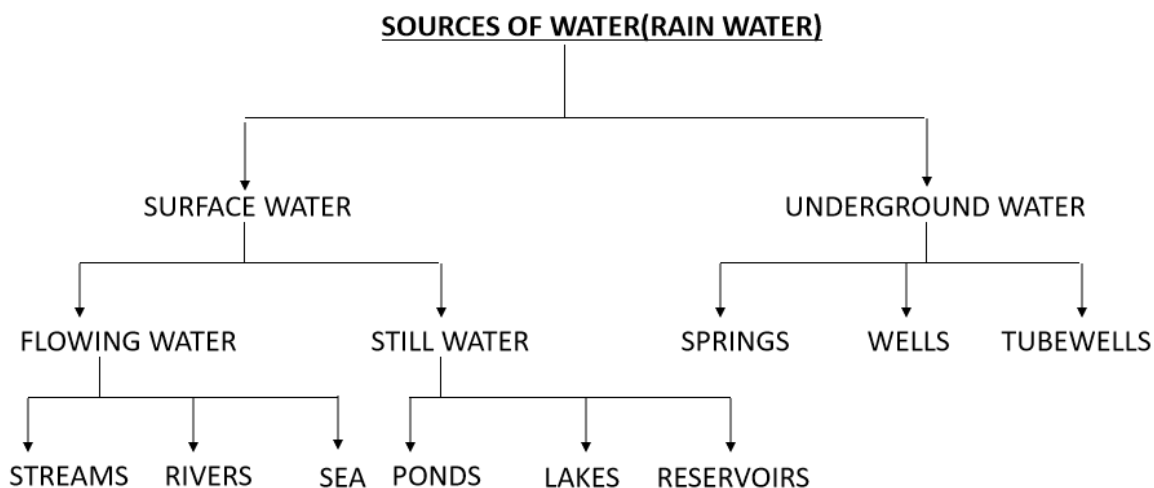 SOURCES OF WATER(RAIN WATER)
SURFACE WATER
UNDERGROUND WATER
FLOWING WATER
STILL WATER
SPRINGS
WELLS
TUBEWELLS
STREAMS
RIVERS
SEA
PONDS
LAKES
RESERVOIRS